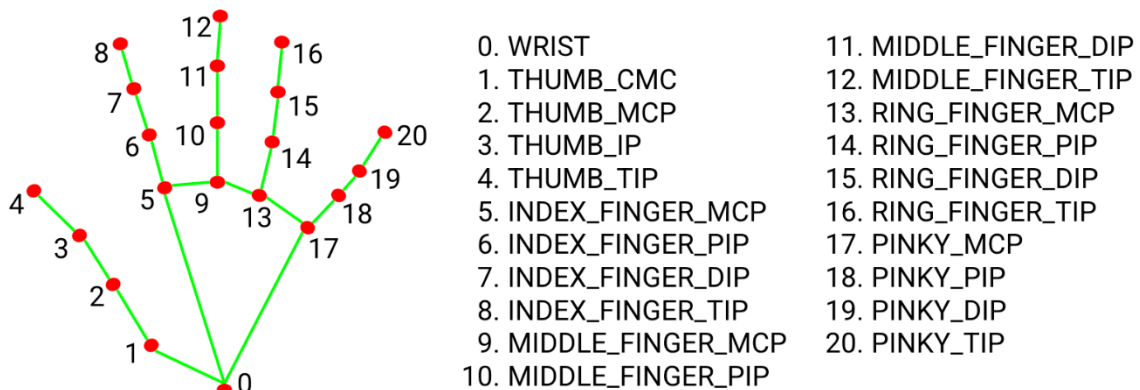 12
8
16
11
7
15
20
6
10
14
19
4
5
9
13
18
3
17
2
1
0
0. WRIST
1. THUMB_CMC
2. THUMB_MCP
3. THUMB_IP
4. THUMB_TIP
5. INDEX_FINGER_MCP
6. INDEX_FINGER_PIP
7. INDEX_FINGER_DIP
8. INDEX_FINGER_TIP
9. MIDDLE_FINGER_MCP
10. MIDDLE_FINGER_PIP
11. MIDDLE_FINGER_DIP
12. MIDDLE_FINGER_TIP
13. RING_FINGER_MCP
14. RING_FINGER_PIP
15. RING_FINGER_DIP
16. RING_FINGER_TIP
17. PINKY_MCP
18. PINKY_PIP
19. PINKY_DIP
20. PINKY_TIP